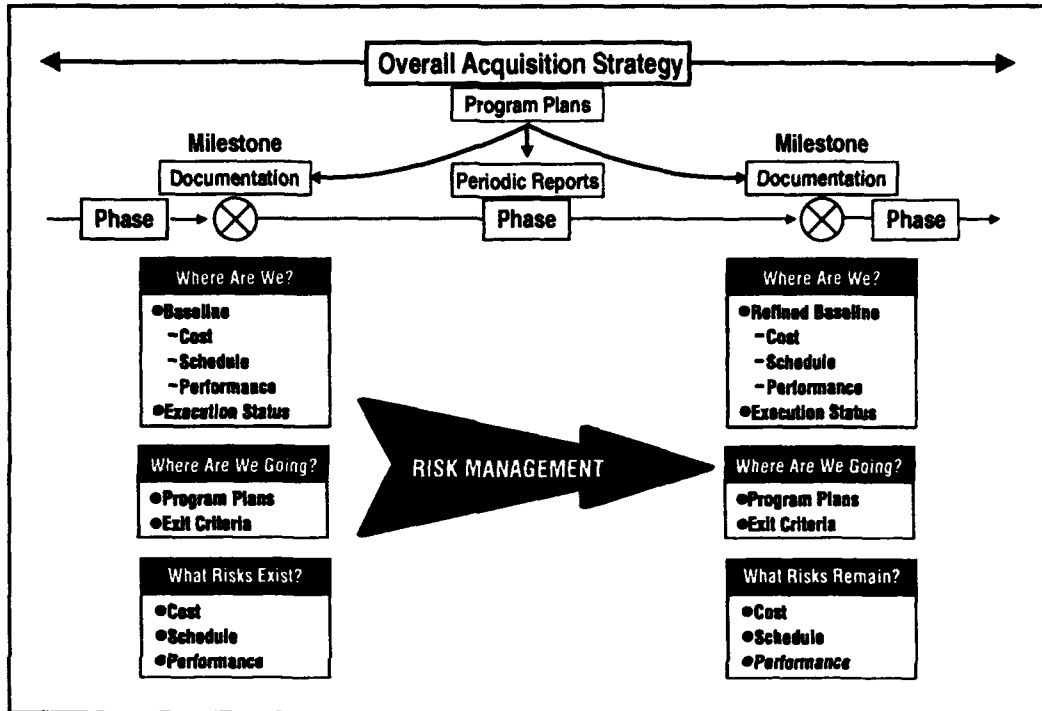 Overall Acquisition Strategy
Program Plans
Milestone
Documentation
Periodic Reports
Milestone
Documentation
Phase
Phase
Phase
Where Are We?
●Baseline
-Cost
-Schedule
-Performance
●Execution Status
Where Are We Going?
●Program Plans
●Exit Criteria
What Risks Exist?
●Cost
●Schedule
●Performance
RISK MANAGEMENT
Where Are We?
●Refined Baseline
-Cost
-Schedule
-Performance
●Execution Status
Where Are We Going?
●Program Plans
●Exit Criteria
What Risks Remain?
●Cost
●Schedule
●Performance